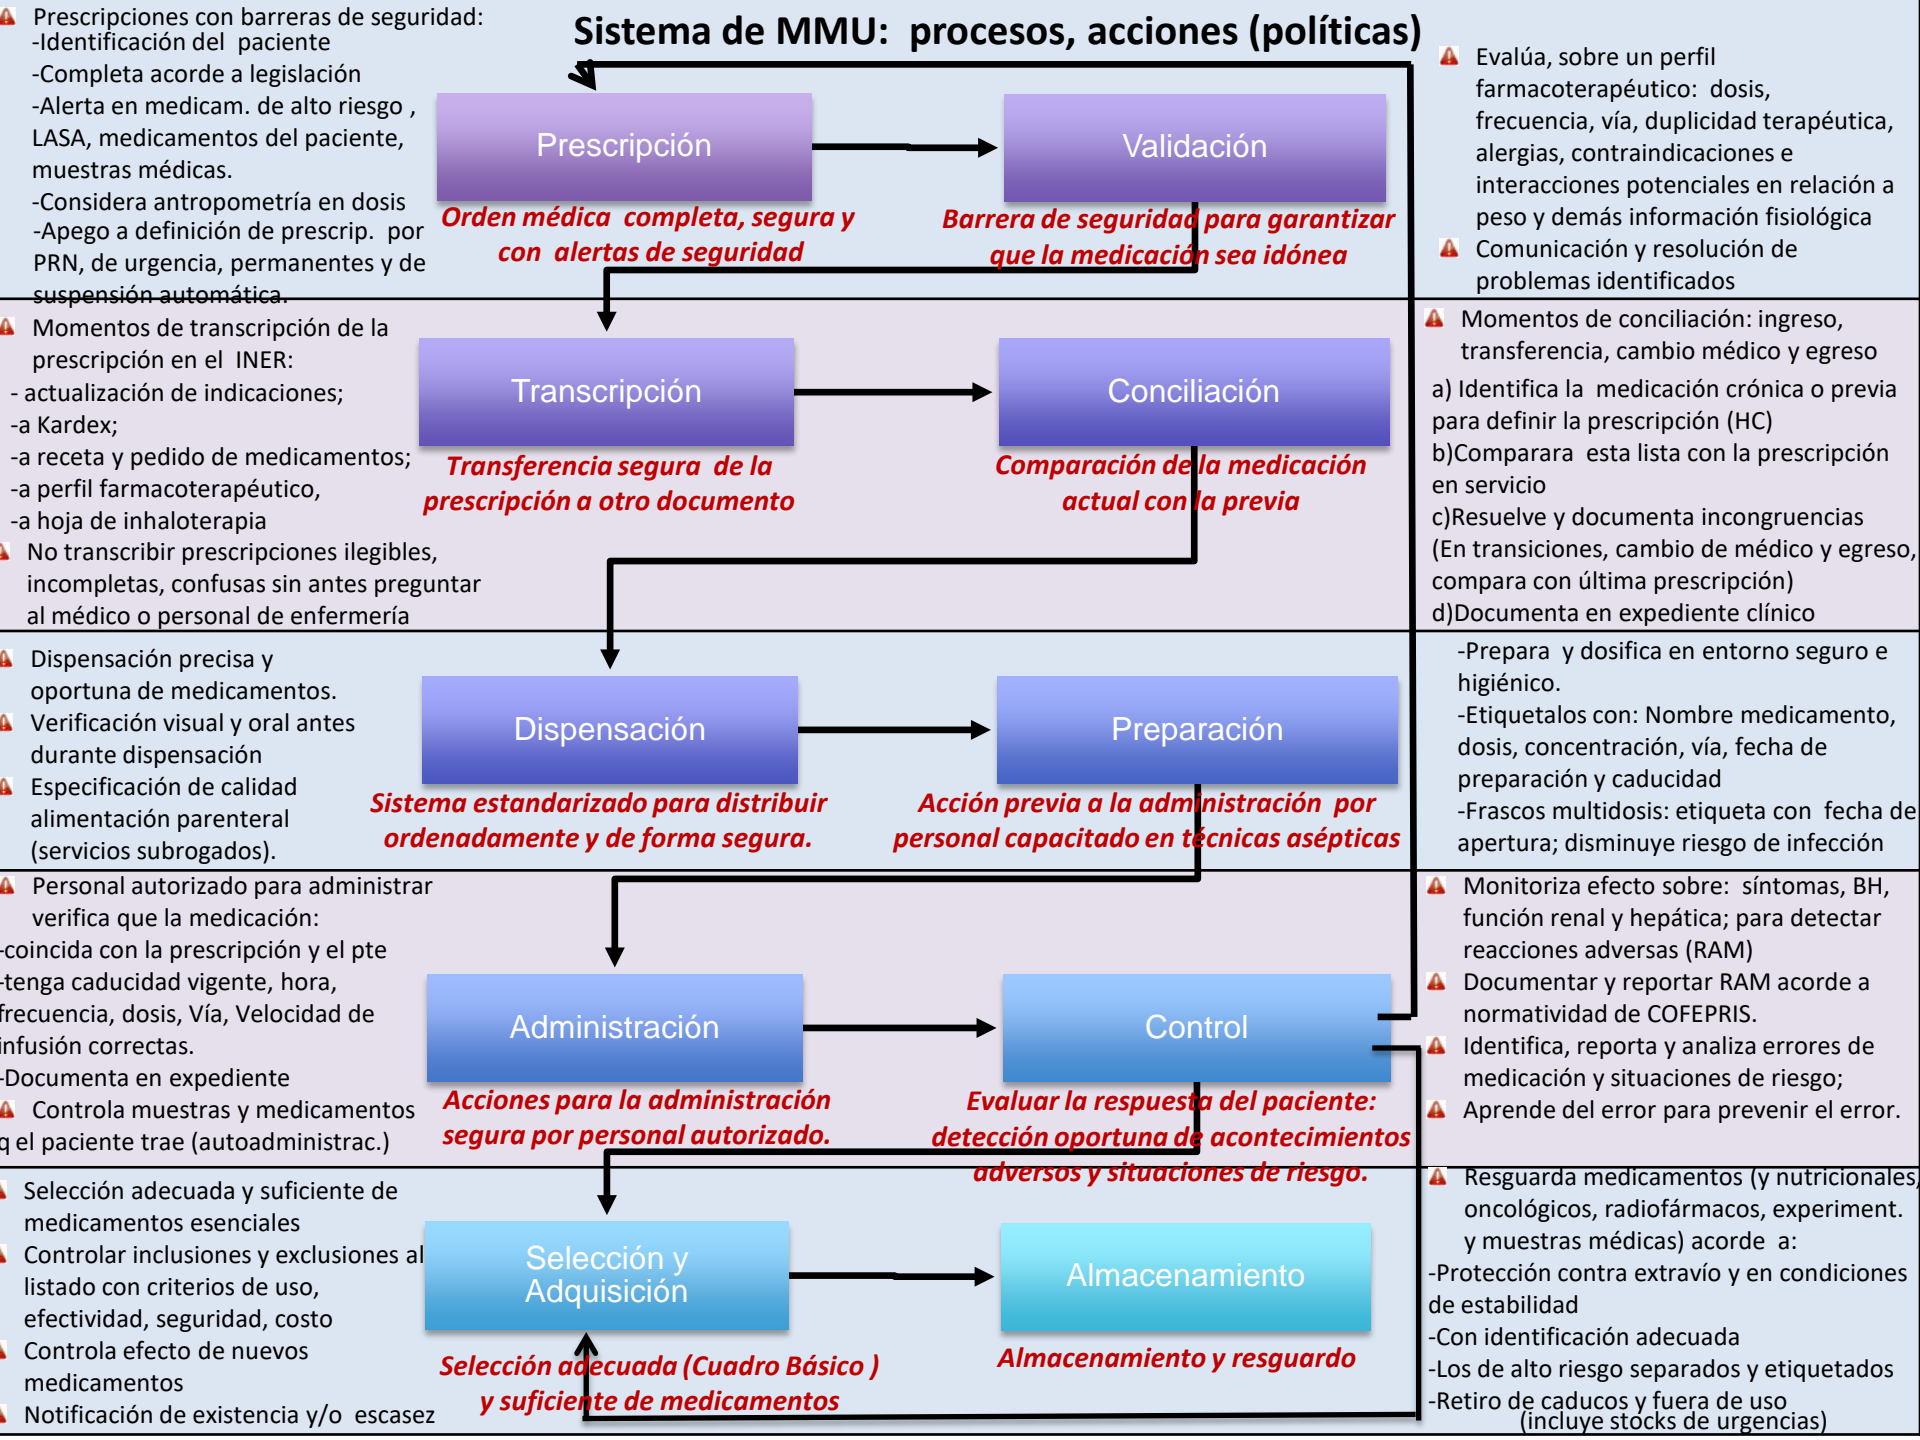 Sistema de MMU:  procesos, acciones (políticas)
Prescripciones con barreras de seguridad:
-Identificación del  paciente
-Completa acorde a legislación
-Alerta en medicam. de alto riesgo ,
LASA, medicamentos del paciente,
muestras médicas.
-Considera antropometría en dosis
-Apego a definición de prescrip.  por
PRN, de urgencia, permanentes y de
suspensión automática.
Prescripción
Orden médica  completa, segura y
con  alertas de seguridad
Validación
Barrera de seguridad para garantizar
que la medicación sea idónea
Evalúa, sobre un perfil
farmacoterapéutico:  dosis,
frecuencia, vía, duplicidad terapéutica,
alergias, contraindicaciones e
interacciones potenciales en relación a
peso y demás información fisiológica
Comunicación y resolución de
problemas identificados
Momentos de transcripción de la
prescripción en el  INER:
- actualización de indicaciones;
-a Kardex;
-a receta y pedido de medicamentos;
-a perfil farmacoterapéutico,
-a hoja de inhaloterapia
No transcribir prescripciones ilegibles,
incompletas, confusas sin antes preguntar
al médico o personal de enfermería
Transcripción
Transferencia segura  de la
prescripción a otro documento
Conciliación
Comparación de la medicación
actual con la previa
Momentos de conciliación: ingreso,
transferencia, cambio médico y egreso
a) Identifica la  medicación crónica o previa
para definir la prescripción (HC)
b)Comparara  esta lista con la prescripción
en servicio
c)Resuelve y documenta incongruencias
(En transiciones, cambio de médico y egreso,
compara con última prescripción)
d)Documenta en expediente clínico
Dispensación precisa y
oportuna de medicamentos.
Verificación visual y oral antes
durante dispensación
Especificación de calidad
alimentación parenteral
(servicios subrogados).
Dispensación
Sistema estandarizado para distribuir
ordenadamente y de forma segura.
Preparación
Acción previa a la administración  por
personal capacitado en técnicas asépticas
-Prepara  y dosifica en entorno seguro e
higiénico.
-Etiquetalos con: Nombre medicamento,
dosis, concentración, vía, fecha de
preparación y caducidad
-Frascos multidosis: etiqueta con  fecha de
apertura; disminuye riesgo de infección
Personal autorizado para administrar
verifica que la medicación:
-coincida con la prescripción y el pte
-tenga caducidad vigente, hora,
frecuencia, dosis, Vía, Velocidad de
infusión correctas.
-Documenta en expediente
Controla muestras y medicamentos
q el paciente trae (autoadministrac.)
Administración
Acciones para la administración
segura por personal autorizado.
Control
Evaluar la respuesta del paciente:
detección oportuna de acontecimientos
adversos y situaciones de riesgo.
Monitoriza efecto sobre:  síntomas, BH,
función renal y hepática; para detectar
reacciones adversas (RAM)
Documentar y reportar RAM acorde a
normatividad de COFEPRIS.
Identifica, reporta y analiza errores de
medicación y situaciones de riesgo;
Aprende del error para prevenir el error.
Selección adecuada y suficiente de
medicamentos esenciales
Controlar inclusiones y exclusiones al
listado con criterios de uso,
efectividad, seguridad, costo
Controla efecto de nuevos
medicamentos
Notificación de existencia y/o  escasez
Selección y
Adquisición
Selección adecuada (Cuadro Básico )
y suficiente de medicamentos
Almacenamiento
Almacenamiento y resguardo
Resguarda medicamentos (y nutricionales,
oncológicos, radiofármacos, experiment.
y muestras médicas) acorde  a:
-Protección contra extravío y en condiciones
de estabilidad
-Con identificación adecuada
-Los de alto riesgo separados y etiquetados
-Retiro de caducos y fuera de uso
(incluye stocks de urgencias)